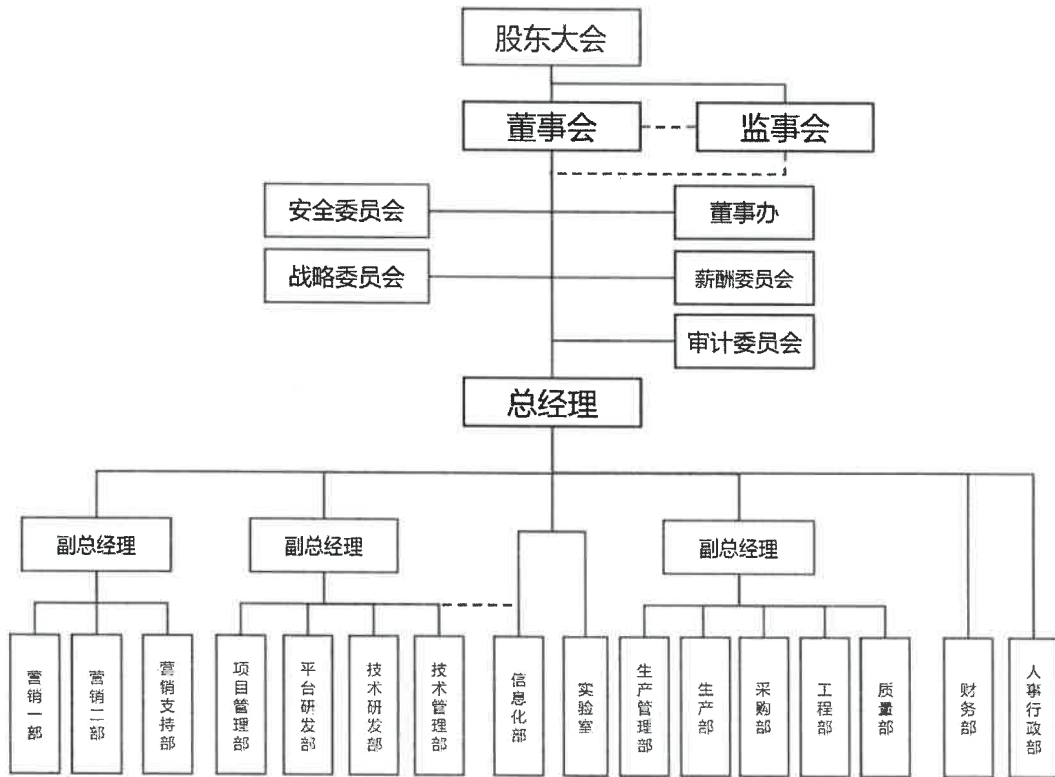 股东大会
董事会
监事会
安全委员会
董事办
战略委员会
薪酬委员会
审计委员会
总经理
副总经理
副总经理
副总经理
营销一部
营销二部
营销支持部
项目管理部
平台研发部
技术研发部
技术管理部
信息化部
实验室
生产管理部
生产部
采购部
工程部
质量部
财务部
人事行政部